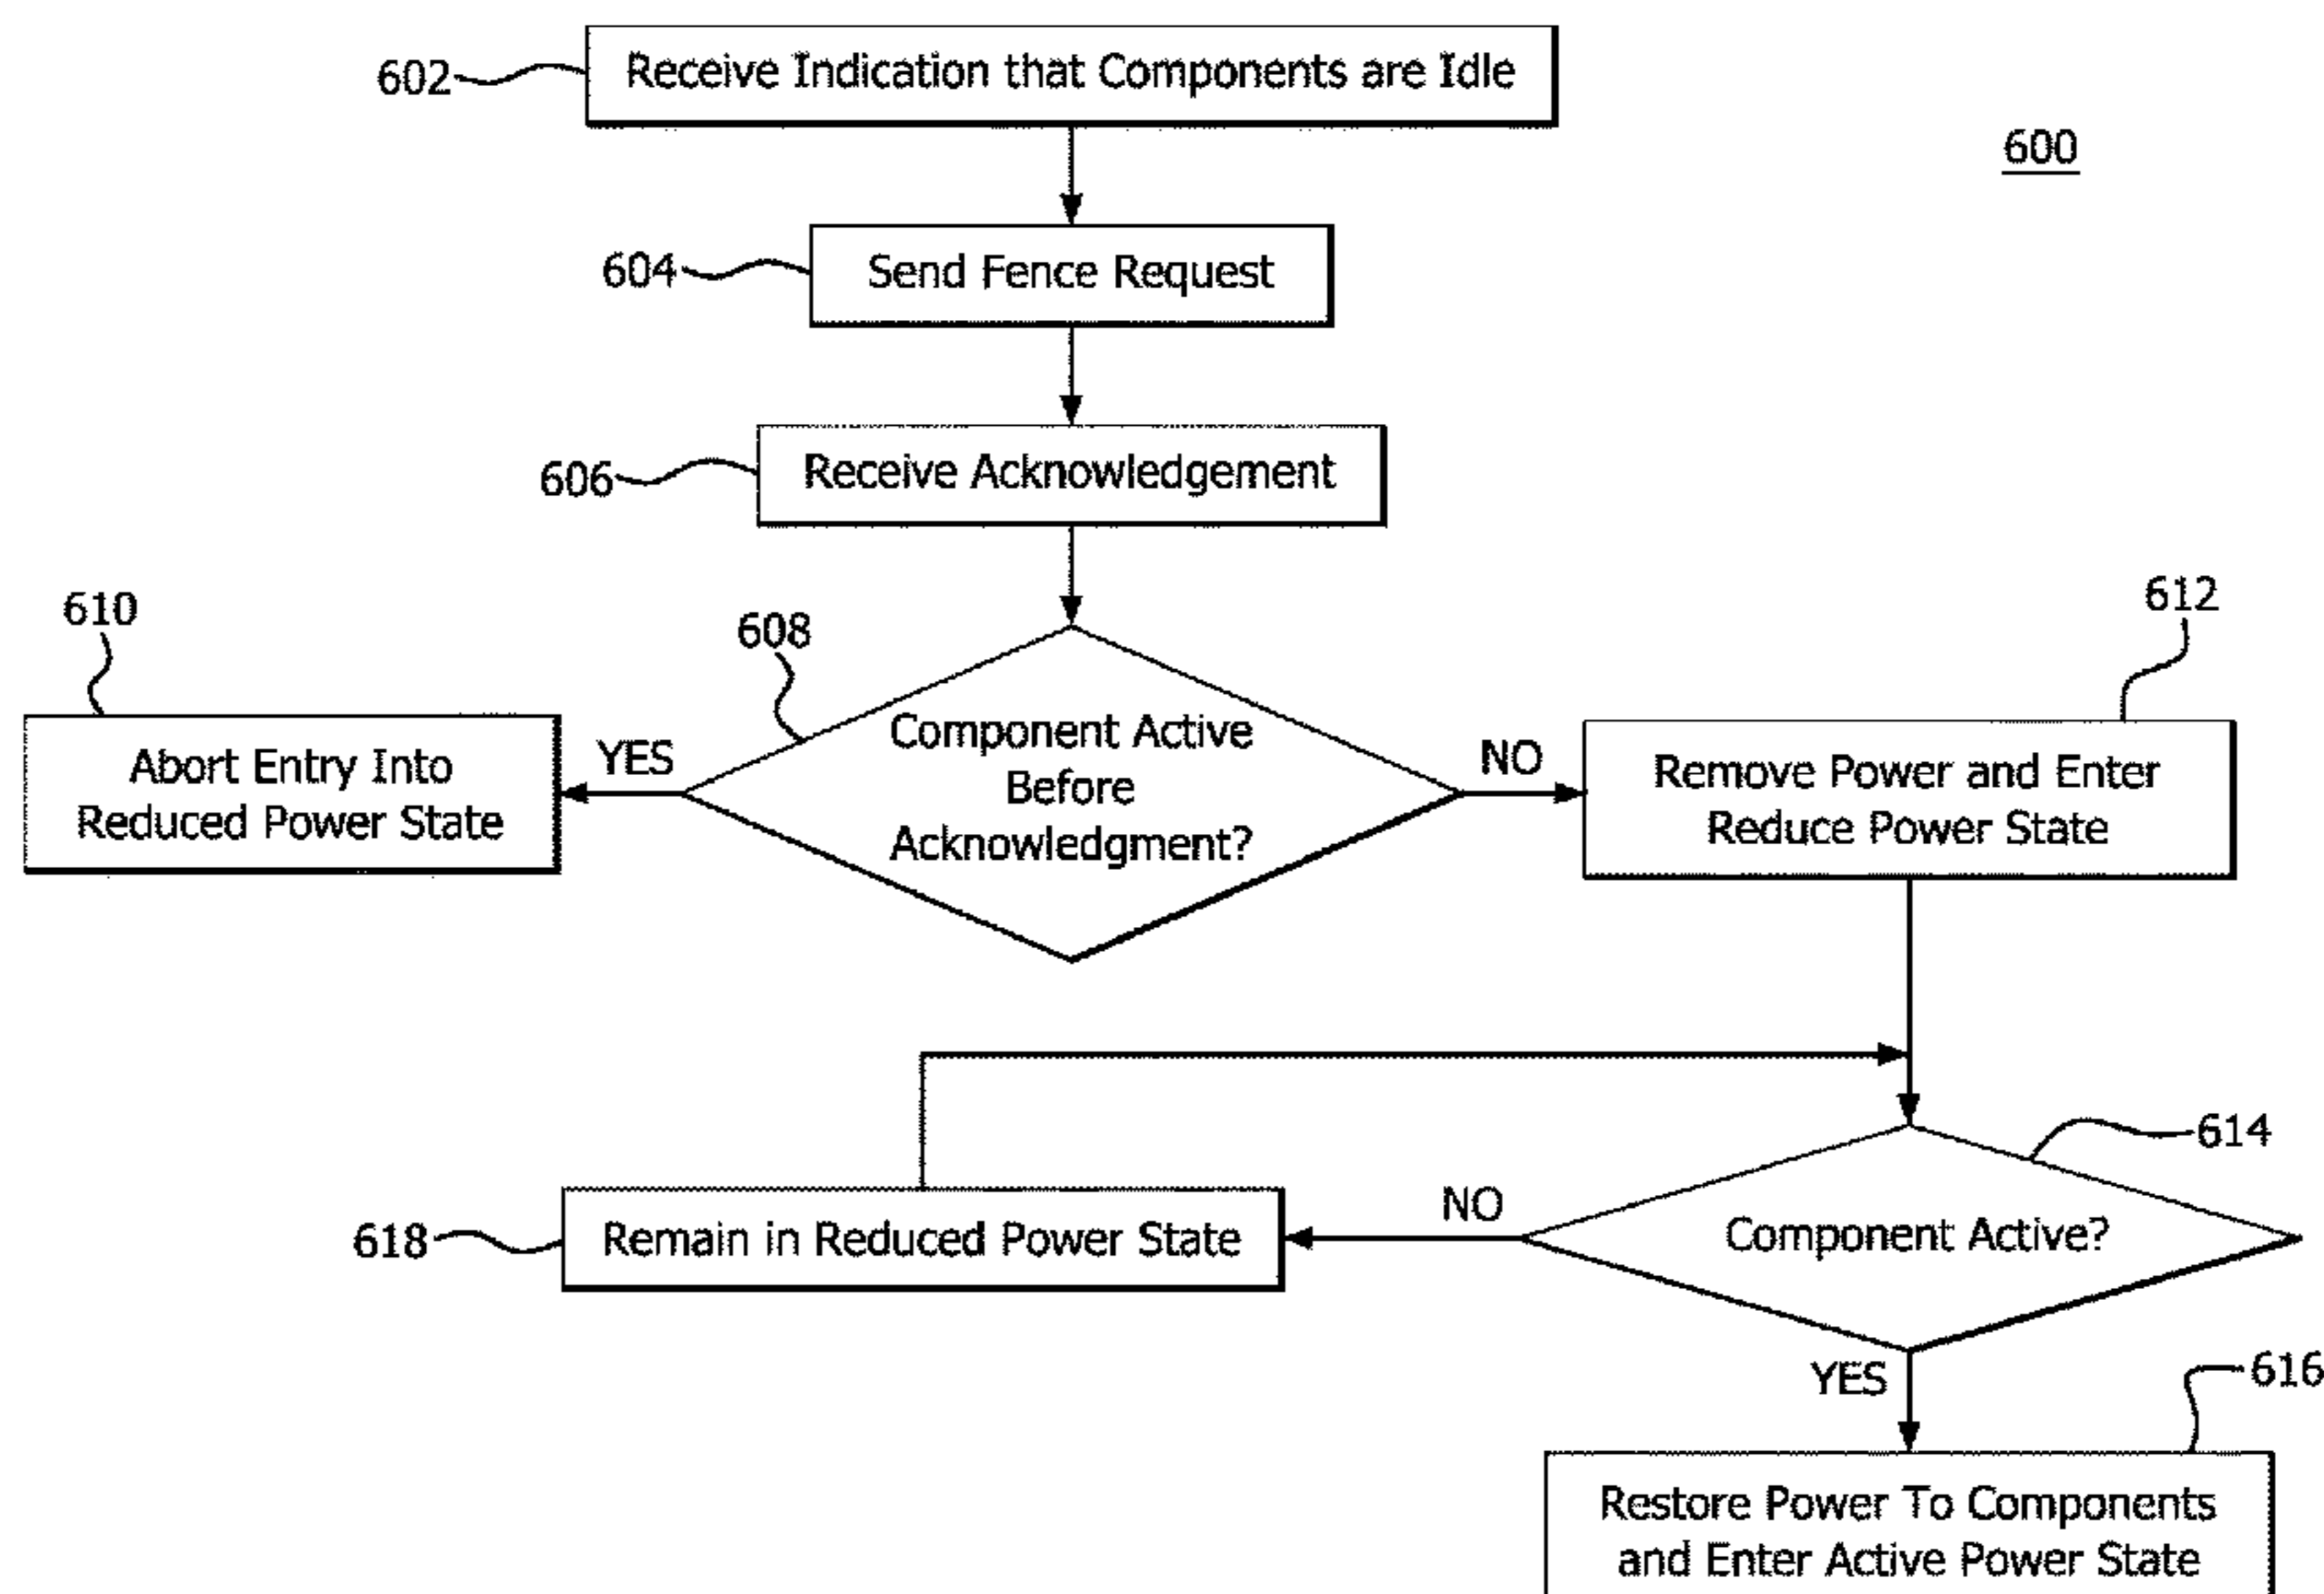 602
Receive Indication that Components are Idle
600
604
Send Fence Request
606
Receive Acknowledgement
610
608
612
Component Active
Before
Acknowledgment?
YES
NO
Abort Entry Into
Reduced Power State
Remove Power and Enter
Reduce Power State
614
Component Active?
NO
618
Remain in Reduced Power State
YES
616
Restore Power To Components
and Enter Active Power State